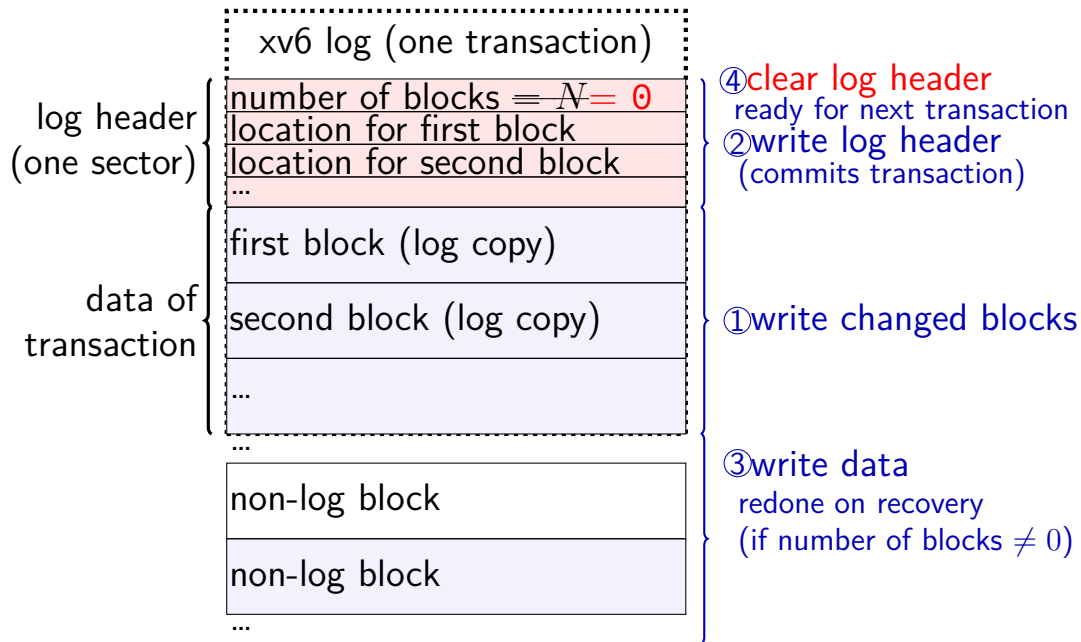 xv6 log (one transaction)
log header
(one sector)
number of blocks = N = 0
location for first block
location for second block
...
④clear log header
ready for next transaction
②write log header
(commits transaction)
data of
transaction
first block (log copy)
second block (log copy)
...
①write changed blocks
...
non-log block
non-log block
...
③write data
redone on recovery
(if number of blocks ≠ 0)